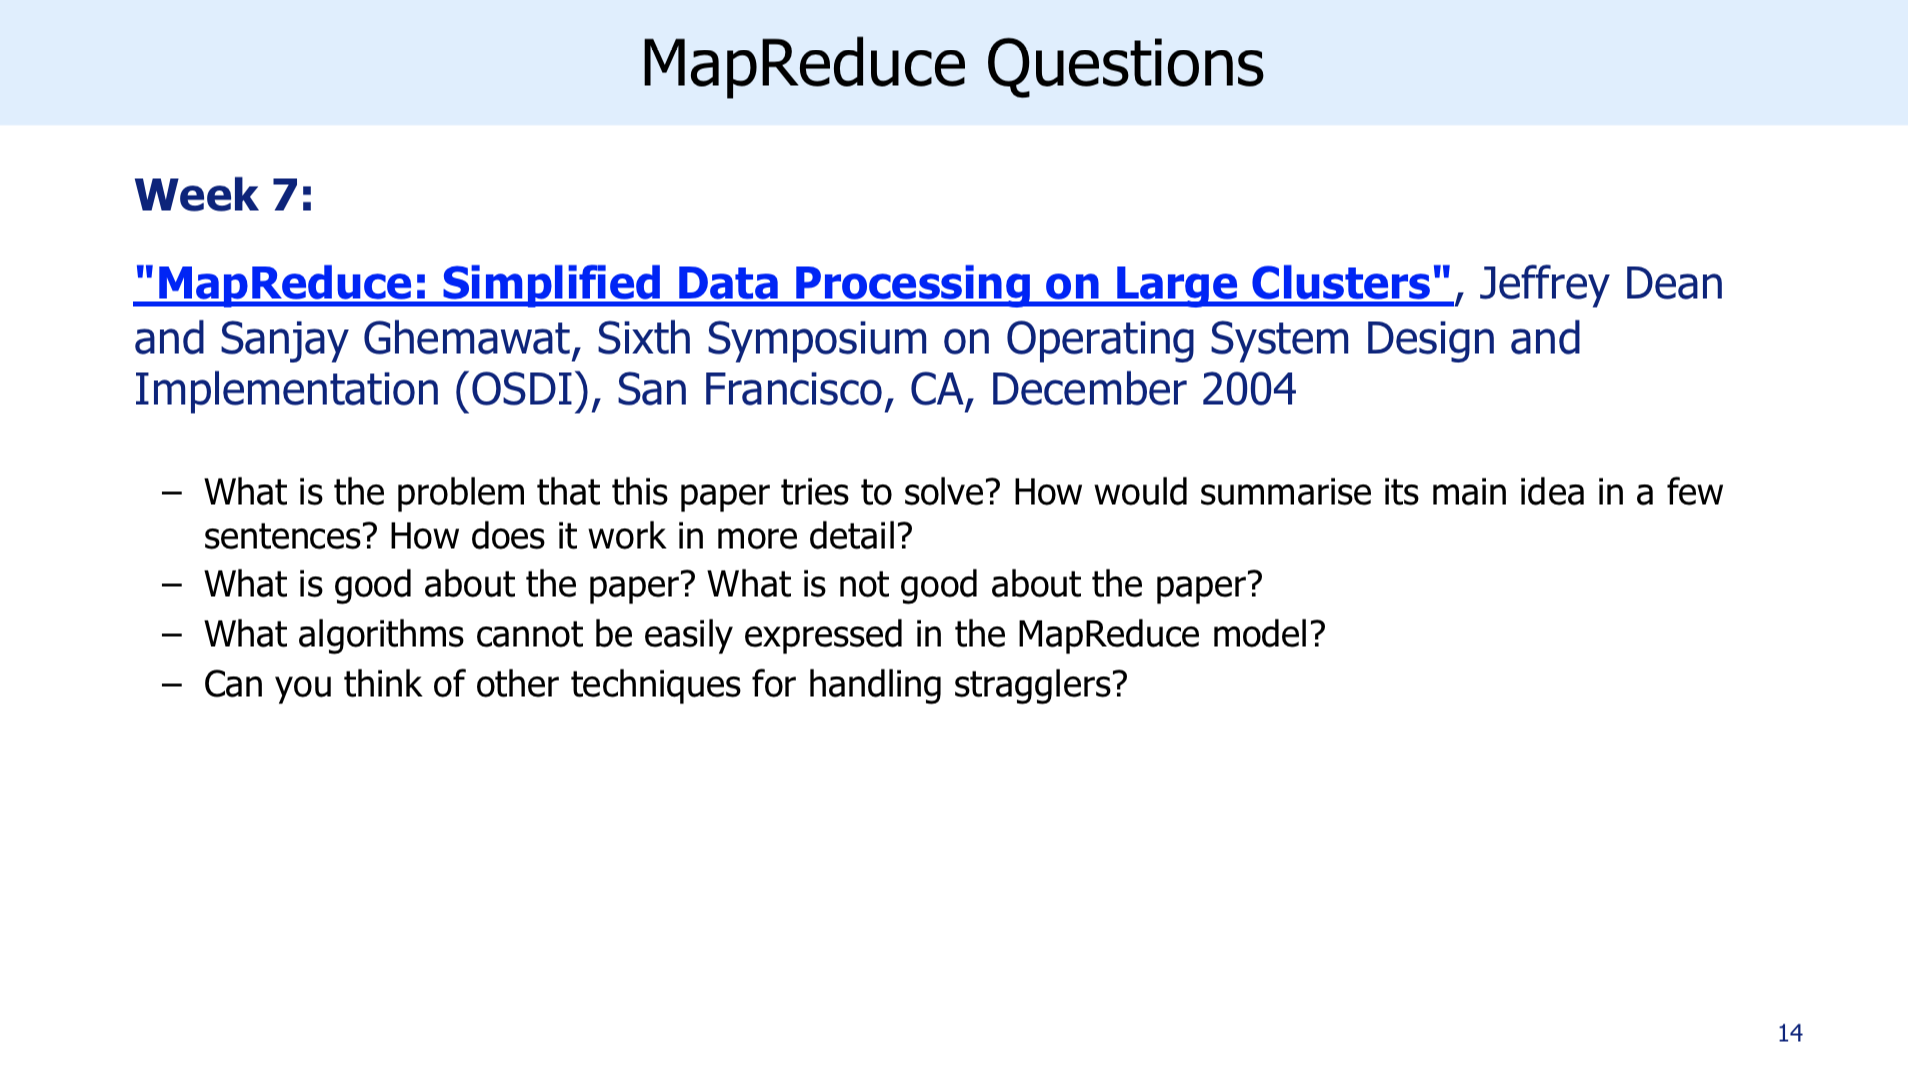 MapReduce Questions
Week 7:
"MapReduce: Simplified Data Processing on Large Clusters", Jeffrey Dean
and Sanjay Ghemawat, Sixth Symposium on Operating System Design and
Implementation (OSDI), San Francisco, CA, December 2004
– What is the problem that this paper tries to solve? How would summarise its main idea in a few
sentences? How does it work in more detail?
– What is good about the paper? What is not good about the paper?
– What algorithms cannot be easily expressed in the MapReduce model?
– Can you think of other techniques for handling stragglers?
14